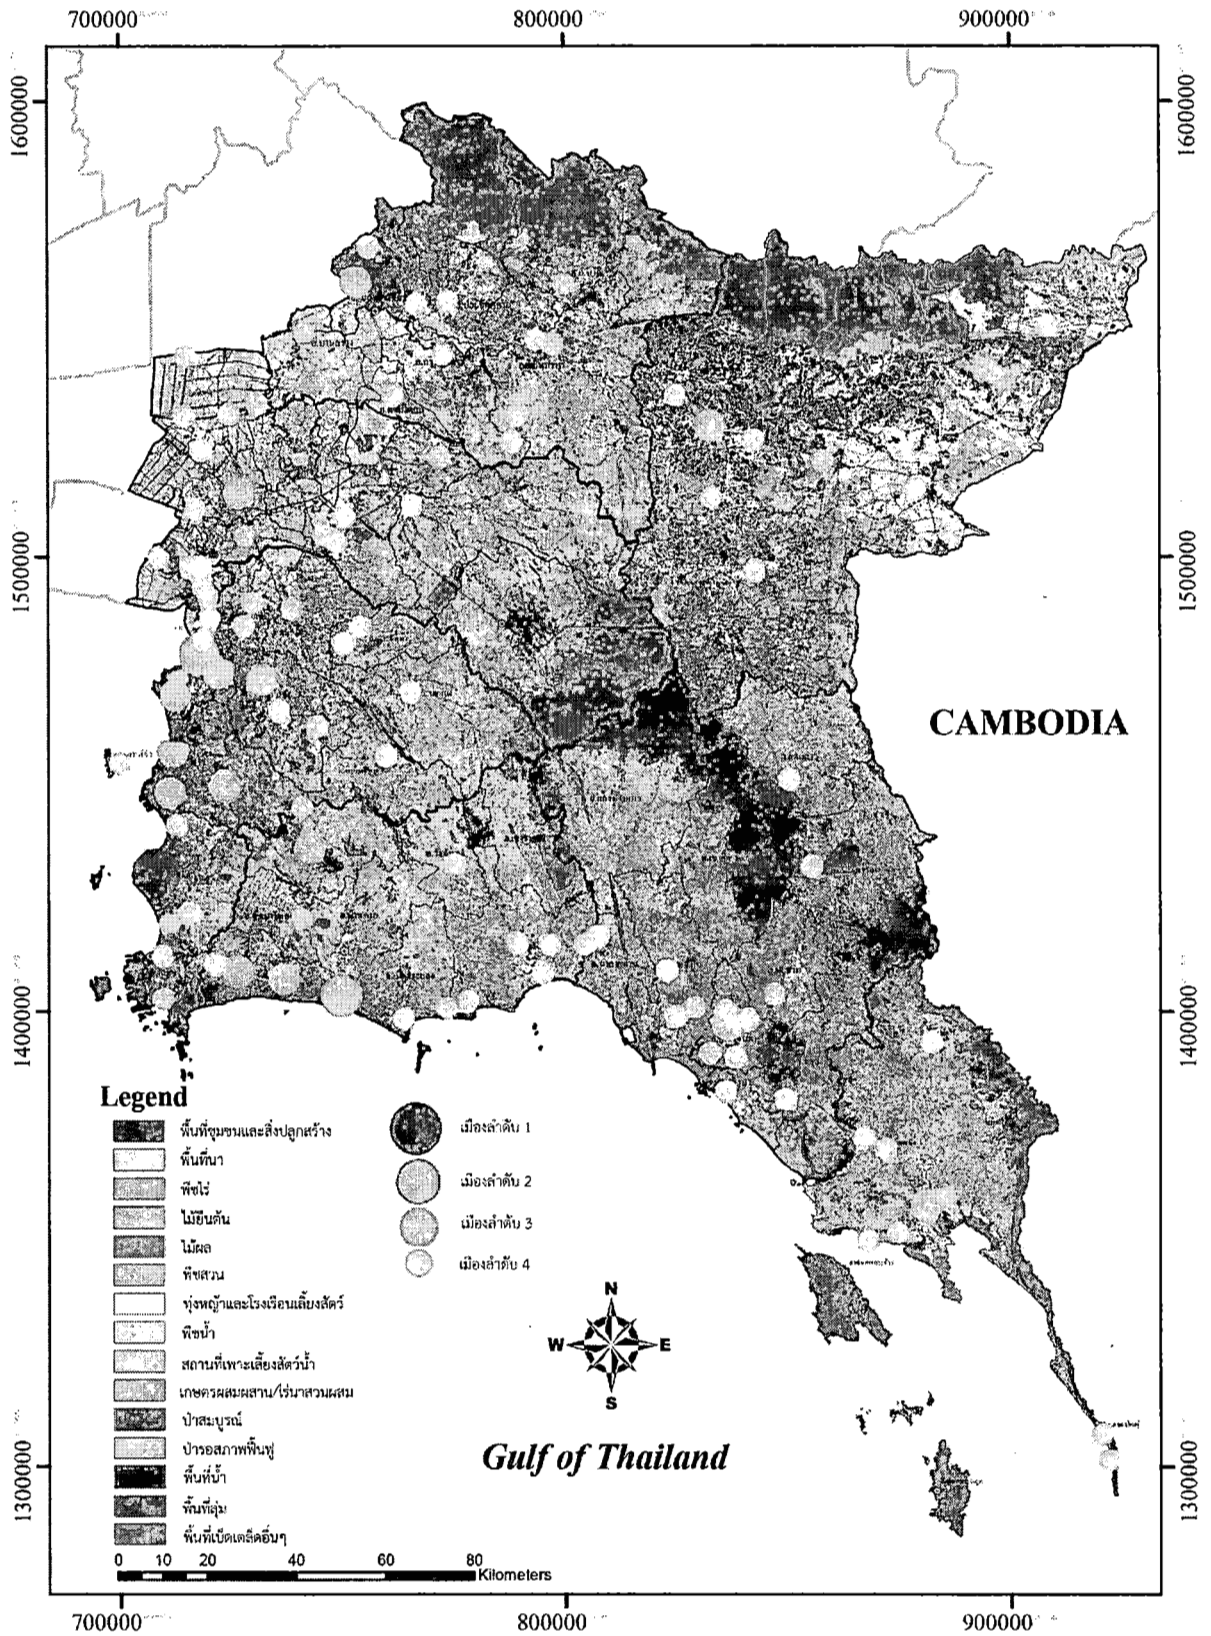 700000
800000
900000
1600000
1600000
1500000
1500000
CAMBODIA
1400000
1400000
Legend
พื้นที่ชุมชนและสิ่งปลูกสร้าง
พื้นที่นา
พืชไร่
ไม้ยืนต้น
ไม้ผล
พืชสวน
ทุ่งหญ้าและโรงเรือนเลี้ยงสัตว์
พืชน้ำ
สถานที่เพาะเลี้ยงสัตว์น้ำ
เกษตรผสมผสาน/ไร่นาสวนผสม
ป่าสมบูรณ์
ป่ารอสภาพฟื้นฟู
พื้นที่น้ำ
พื้นที่ลุ่ม
พื้นที่เบ็ดเตล็ดอื่นๆ
เมืองลำดับ 1
เมืองลำดับ 2
เมืองลำดับ 3
เมืองลำดับ 4
N
W E
S
Gulf of Thailand
1300000
1300000
0 10 20 40 60 80
Kilometers
700000
800000
900000